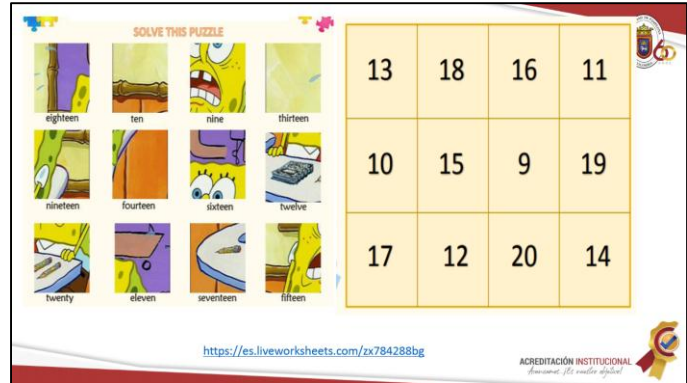 SOLVE THIS PUZZLE
eighteen ten nine thirteen
nineteen fourteen sixteen twelve
twenty eleven seventeen fifteen
13 18 16 11
10 15 9 19
17 12 20 14
https://es.liveworksheets.com/zx784288bg
ACREDITACIÓN INSTITUCIONAL